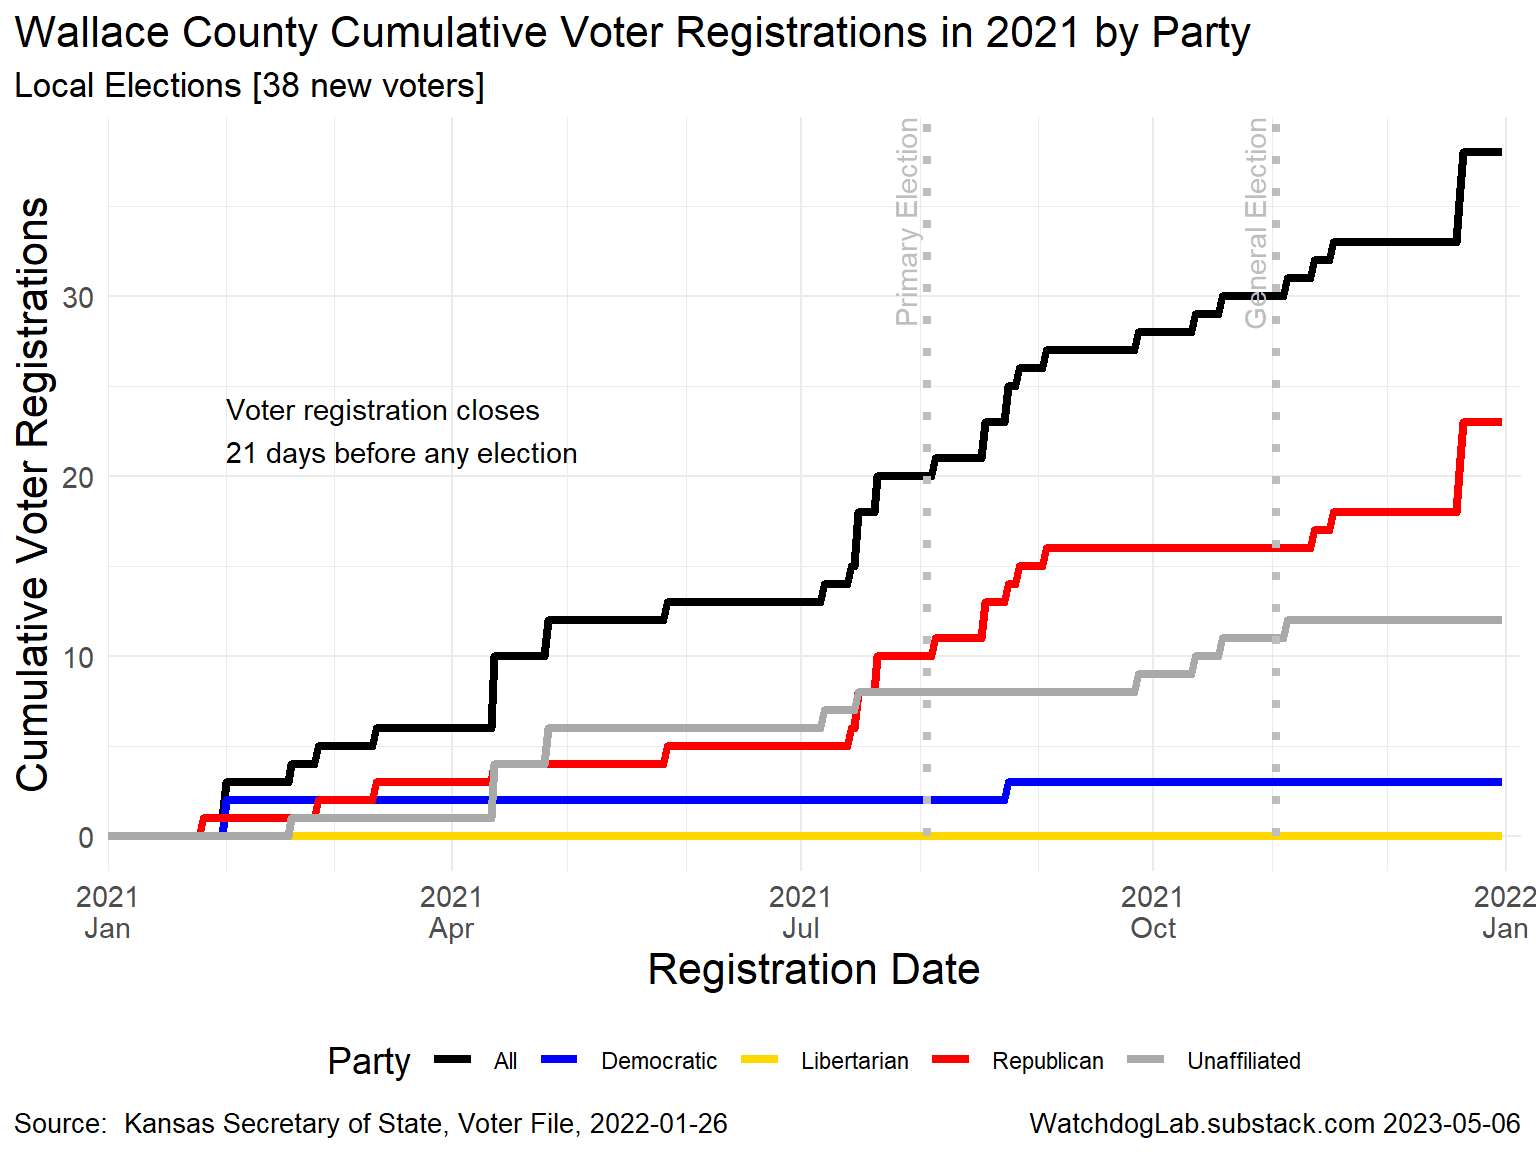 Wallace County Cumulative Voter Registrations in 2021 by Party
Local Elections [38 new voters]
Cumulative Voter Registrations
30
20
10
0
Primary Election
General Election
Voter registration closes
21 days before any election
2021
Jan
2021
Apr
2021
Jul
2021
Oct
2022
Jan
Registration Date
Party All Democratic Libertarian Republican Unaffiliated
Source:  Kansas Secretary of State, Voter File, 2022-01-26
WatchdogLab.substack.com 2023-05-06